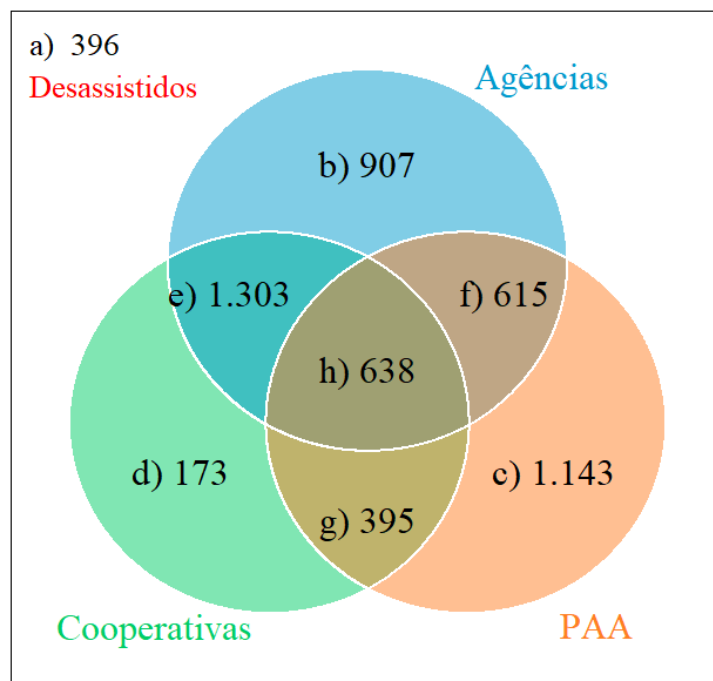 a) 396
Desassistidos
Agências
b) 907
e) 1.303
f) 615
h) 638
d) 173
c) 1.143
g) 395
Cooperativas
PAA